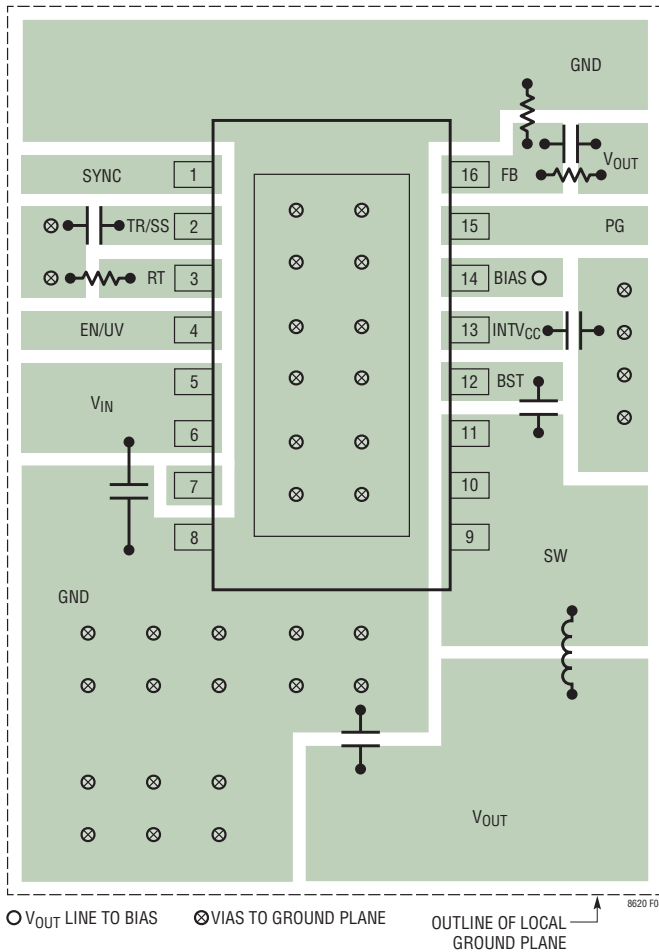 GND
VOUT
SYNC 1 16 FB
TR/SS 2 15 PG
RT 3 14 BIAS
EN/UV 4 13 INTVCC
VIN 5 12 BST
6 11
7 10
8 9
SW
GND
VOUT
8620 F0
VOUT LINE TO BIAS VIAS TO GROUND PLANE OUTLINE OF LOCAL
GROUND PLANE